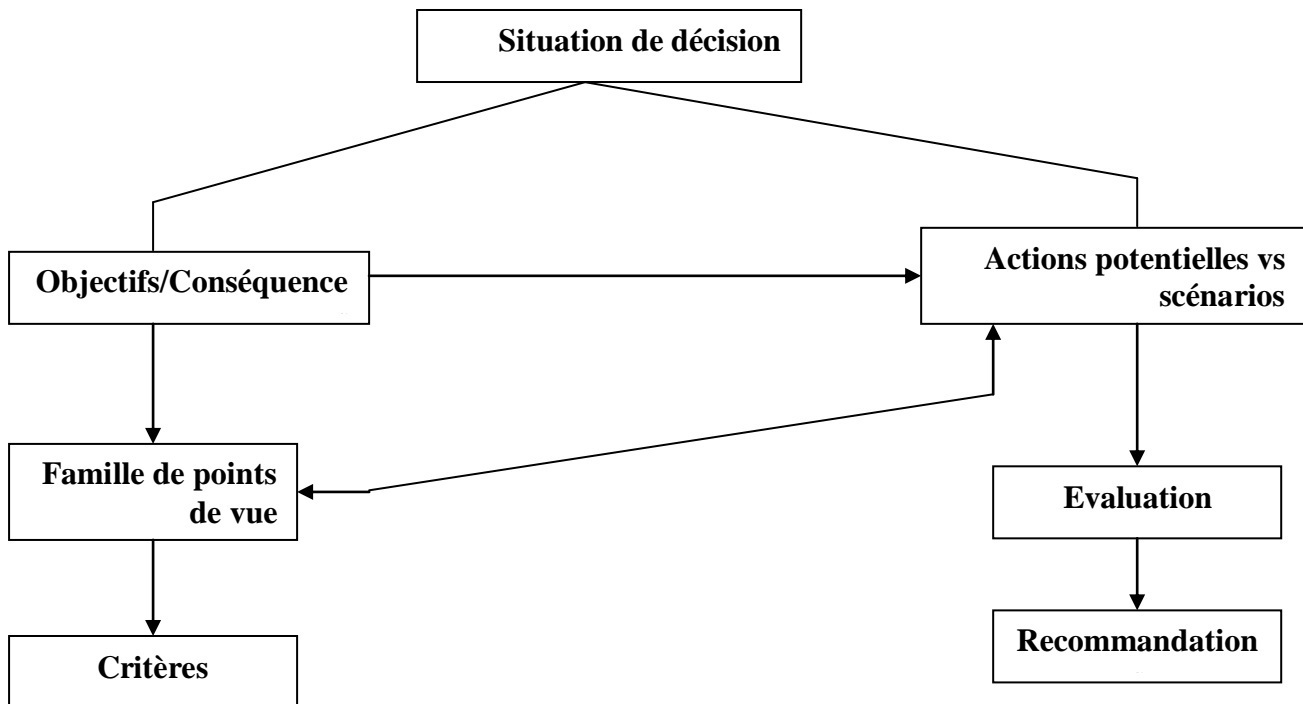 Situation de décision
Objectifs/Conséquence
Actions potentielles vs
scénarios
Famille de points
de vue
Evaluation
Critères
Recommandation